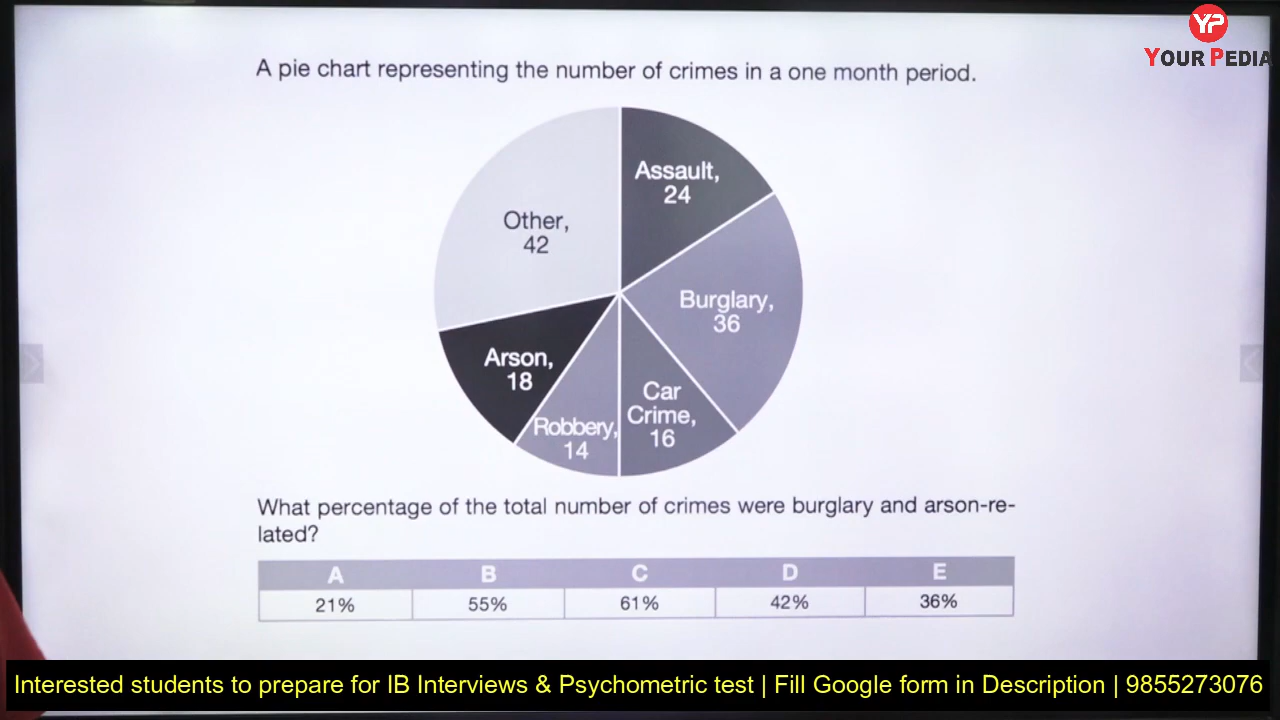 YP
YOUR PEDIA
A pie chart representing the number of crimes in a one month period.
Assault,
24
Other,
42
Burglary,
36
Arson,
18
Car
Crime,
16
Robbery,
14
What percentage of the total number of crimes were burglary and arson-re-
lated?
A B C D E
21% 55% 61% 42% 36%
Interested students to prepare for IB Interviews & Psychometric test | Fill Google form in Description | 9855273076